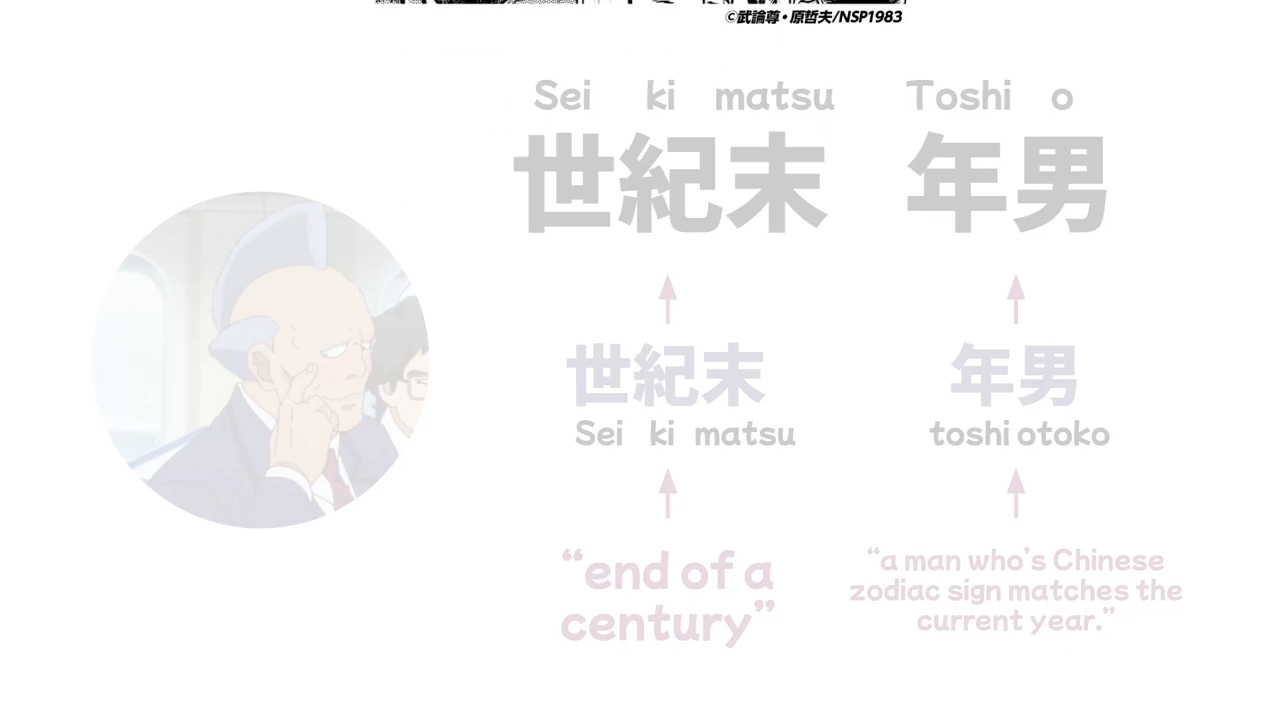 ©武論尊・原哲夫/NSP1983
Sei ki matsu Toshi o
世紀末 年男
世紀末 年男
Sei ki matsu toshi otoko
“end of a
century”
“a man who's Chinese
zodiac sign matches the
current year.”